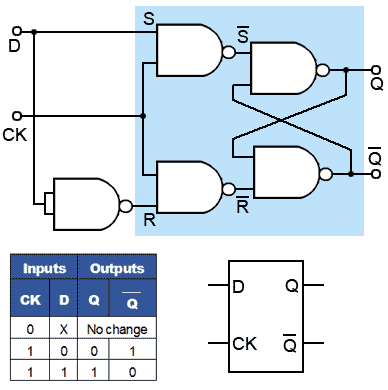 S
S̅
D
Q
CK
Q̅
R
R̅
Inputs Outputs
CK D Q Q̅
0 X No change
1 0 0 1
1 1 1 0
D Q
CK Q̅